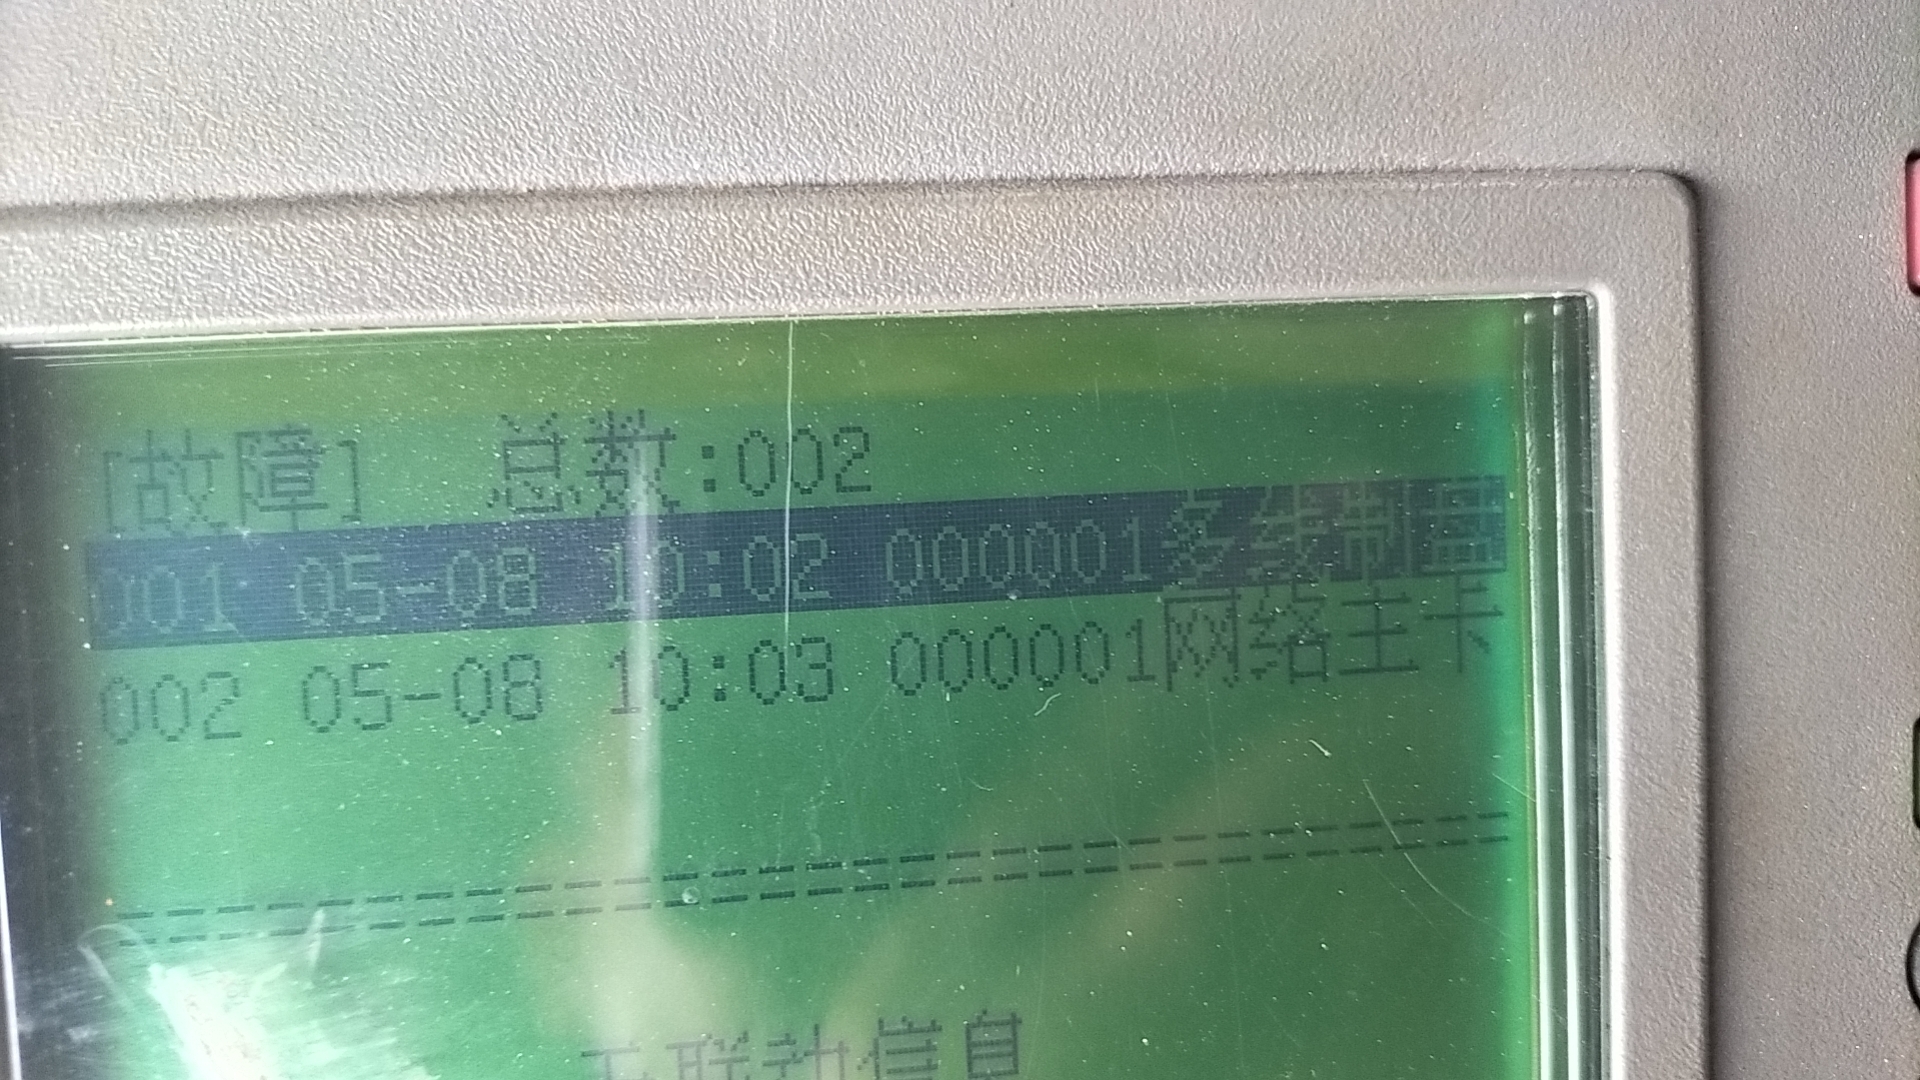 [故障] 总数:002
001 05-08 10:02 000001多线制盘
002 05-08 10:03 000001网络主卡
无联动信息